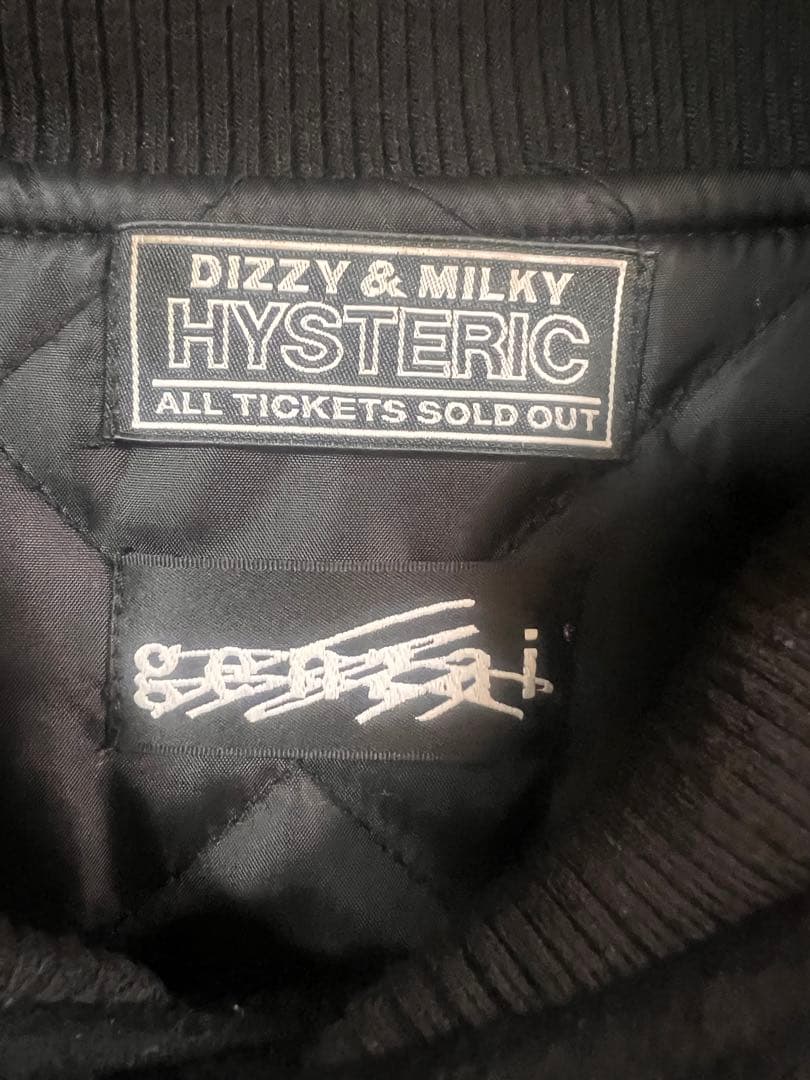 DIZZY & MILKY
HYSTERIC
ALL TICKETS SOLD OUT